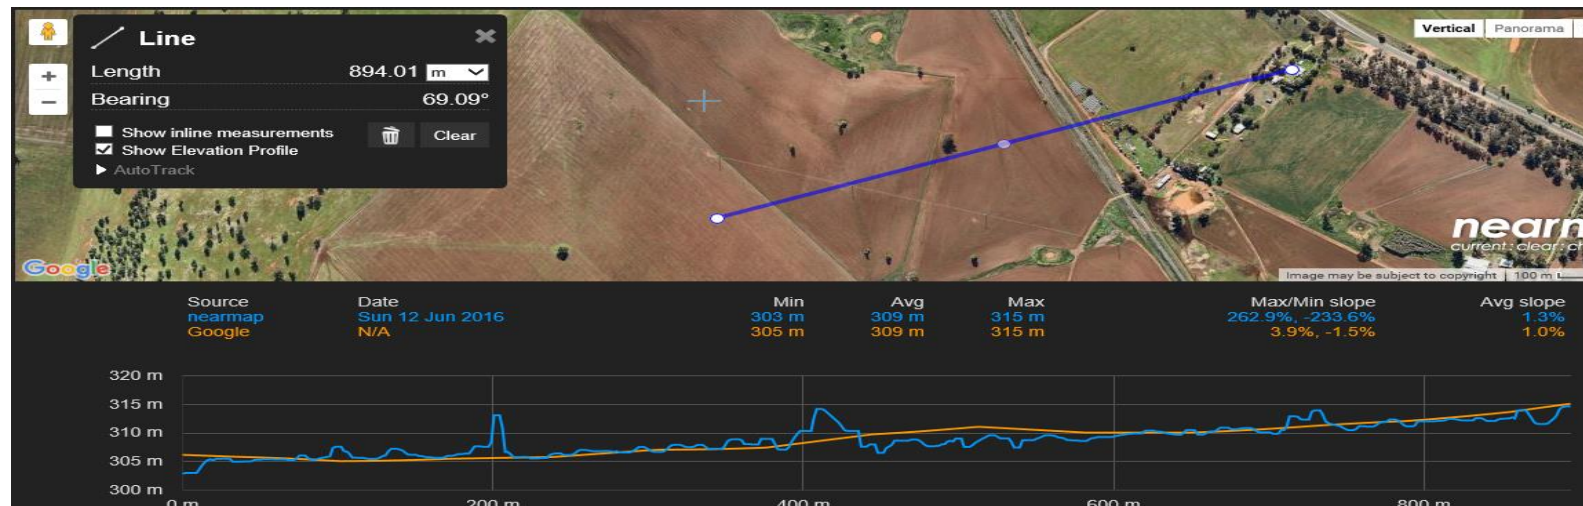 Line
Length 894.01 m
Bearing 69.09°
Show inline measurements
Clear
Show Elevation Profile
AutoTrack
+
−
Vertical Panorama
Google
Image may be subject to copyright 100 m
Source Date Min Avg Max Max/Min slope Avg slope
nearmap Sun 12 Jun 2016 303 m 309 m 315 m 262.9%, -233.6% 1.3%
Google N/A 305 m 309 m 315 m 3.9%, -1.5% 1.0%
320 m
315 m
310 m
305 m
300 m
0 m 200 m 400 m 600 m 800 m